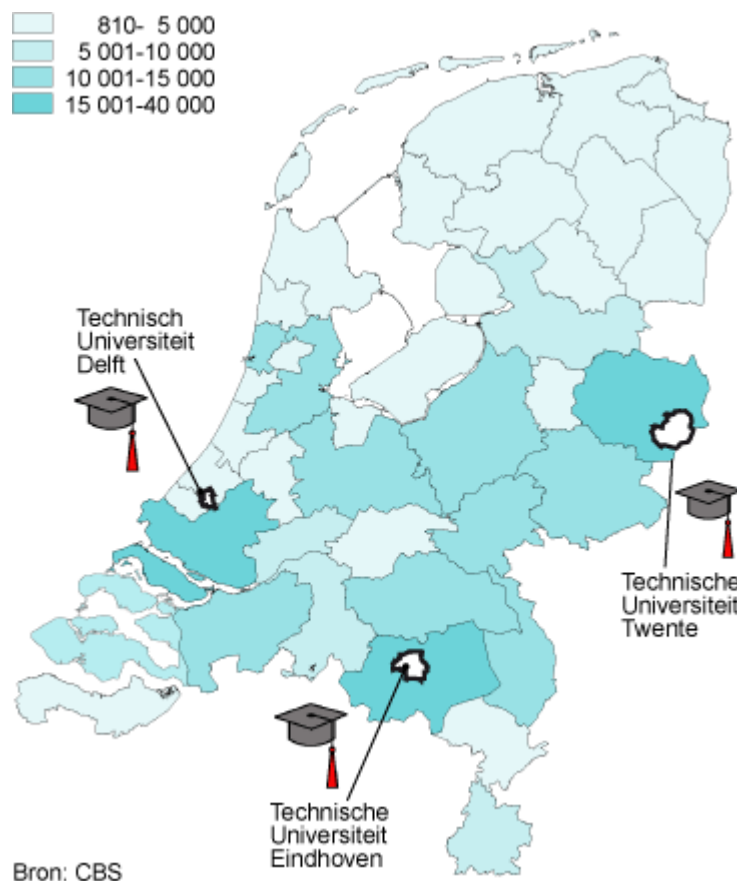 810- 5 000
5 001-10 000
10 001-15 000
15 001-40 000
Technisch
Universiteit
Delft
Technische
Universiteit
Twente
Technische
Universiteit
Eindhoven
Bron: CBS